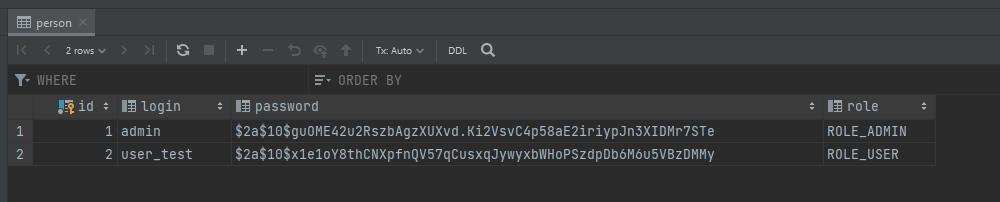 person
2 rows
Tx: Auto
DDL
WHERE
ORDER BY
id login password role
1 1 admin $2a$10$guOME42u2RszbAgzXUXvd.Ki2VsvC4p58aE2iriypJn3XIDMr7STe ROLE_ADMIN
2 2 user_test $2a$10$x1e1oY8thCNXpfnQV57qCusxqJywyxbWHoPSzdpDb6M6u5VBzDMMy ROLE_USER